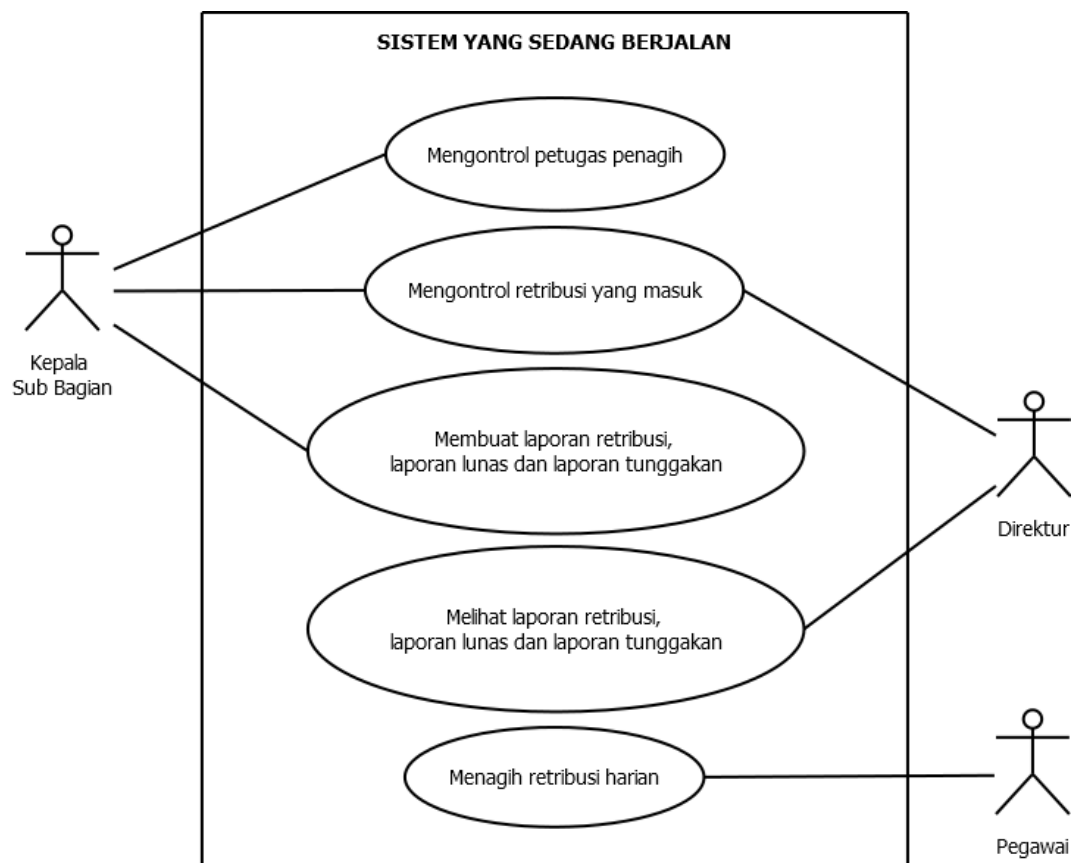 SISTEM YANG SEDANG BERJALAN
Mengontrol petugas penagih
Mengontrol retribusi yang masuk
Kepala
Sub Bagian
Membuat laporan retribusi,
laporan lunas dan laporan tunggakan
Direktur
Melihat laporan retribusi,
laporan lunas dan laporan tunggakan
Menagih retribusi harian
Pegawai